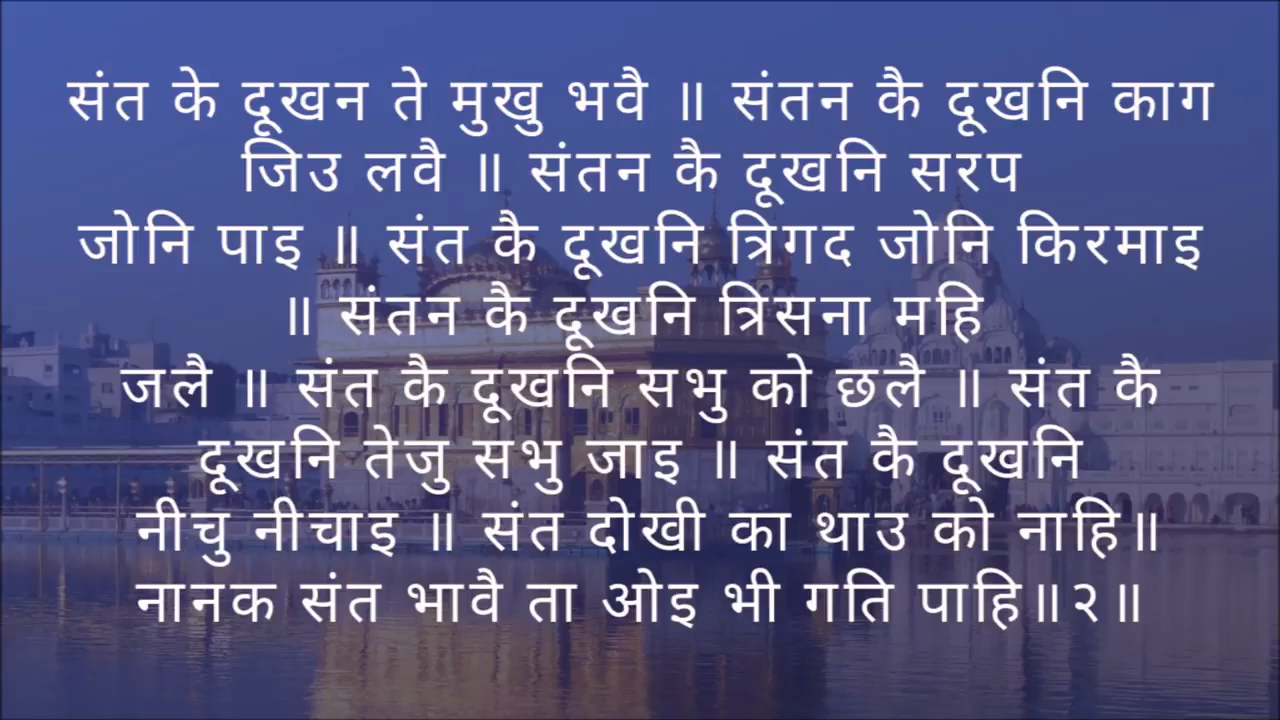 संत के दूखन ते मुखु भवै ॥ संतन कै दूखनि काग
जिउ लवै ॥ संतन कै दूखनि सरप
जोनि पाइ ॥ संत कै दूखनि त्रिगद जोनि किरमाइ
॥ संतन कै दूखनि त्रिसना महि
जलै ॥ संत कै दूखनि सभु को छलै ॥ संत कै
दूखनि तेजु सभु जाइ ॥ संत कै दूखनि
नीचु नीचाइ ॥ संत दोखी का थाउ को नाहि॥
नानक संत भावै ता ओइ भी गति पाहि॥२॥